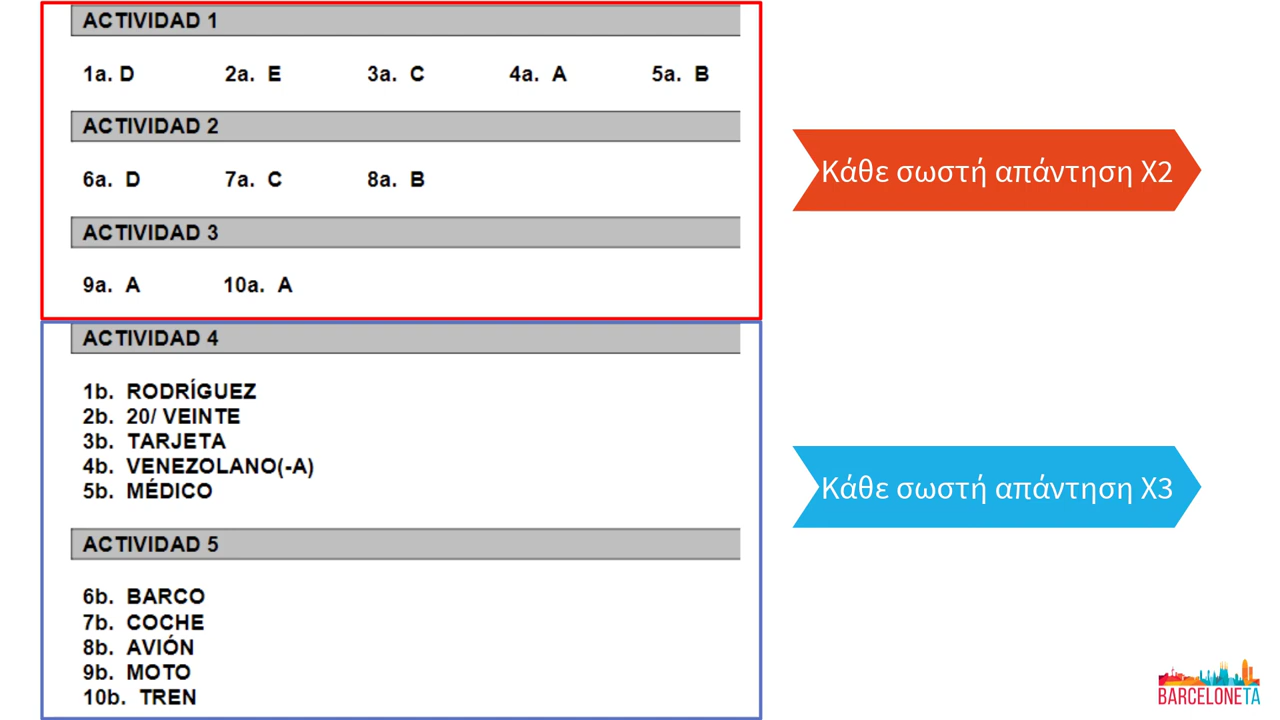 ACTIVIDAD 1
1a. D 2a. E 3a. C 4a. A 5a. B
ACTIVIDAD 2
6a. D 7a. C 8a. B
ACTIVIDAD 3
9a. A 10a. A
Κάθε σωστή απάντηση Χ2
ACTIVIDAD 4
1b. RODRÍGUEZ
2b. 20/ VEINTE
3b. TARJETA
4b. VENEZOLANO(-A)
5b. MÉDICO
ACTIVIDAD 5
6b. BARCO
7b. COCHE
8b. AVIÓN
9b. MOTO
10b. TREN
Κάθε σωστή απάντηση Χ3
BARCELONETA